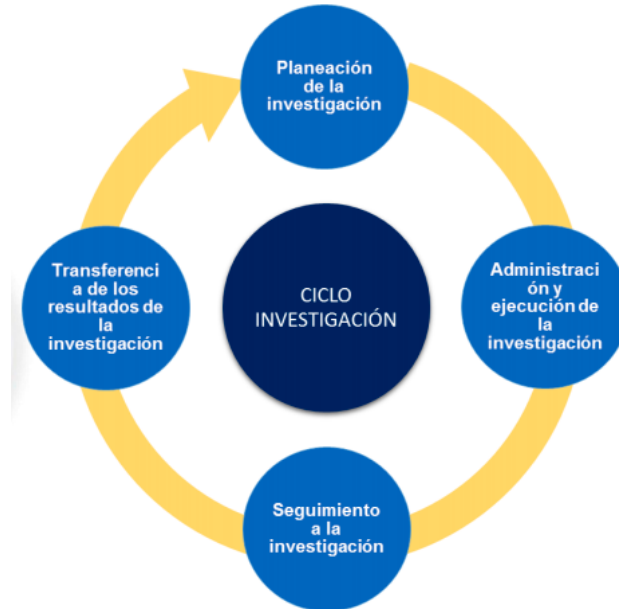 Planeación
de la
investigación
Transferenci
a de los
resultados de
la
investigación
CICLO
INVESTIGACIÓN
Administraci
ón y
ejecución de
la
investigación
Seguimiento
a la
investigación